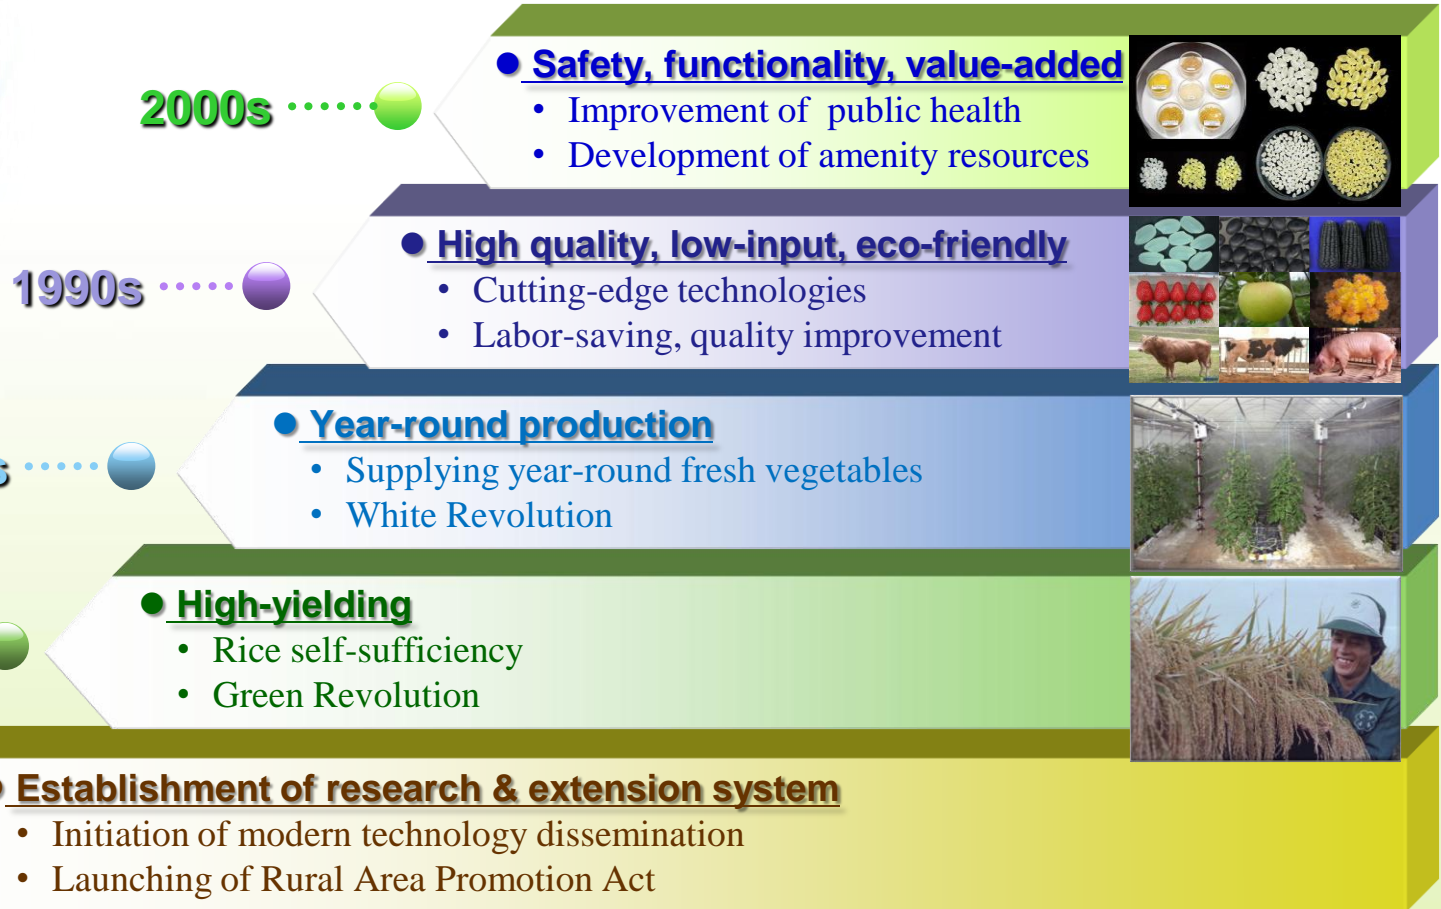 2000s
● Safety, functionality, value-added
• Improvement of public health
• Development of amenity resources
1990s
● High quality, low-input, eco-friendly
• Cutting-edge technologies
• Labor-saving, quality improvement
s
● Year-round production
• Supplying year-round fresh vegetables
• White Revolution
● High-yielding
• Rice self-sufficiency
• Green Revolution
● Establishment of research & extension system
• Initiation of modern technology dissemination
• Launching of Rural Area Promotion Act